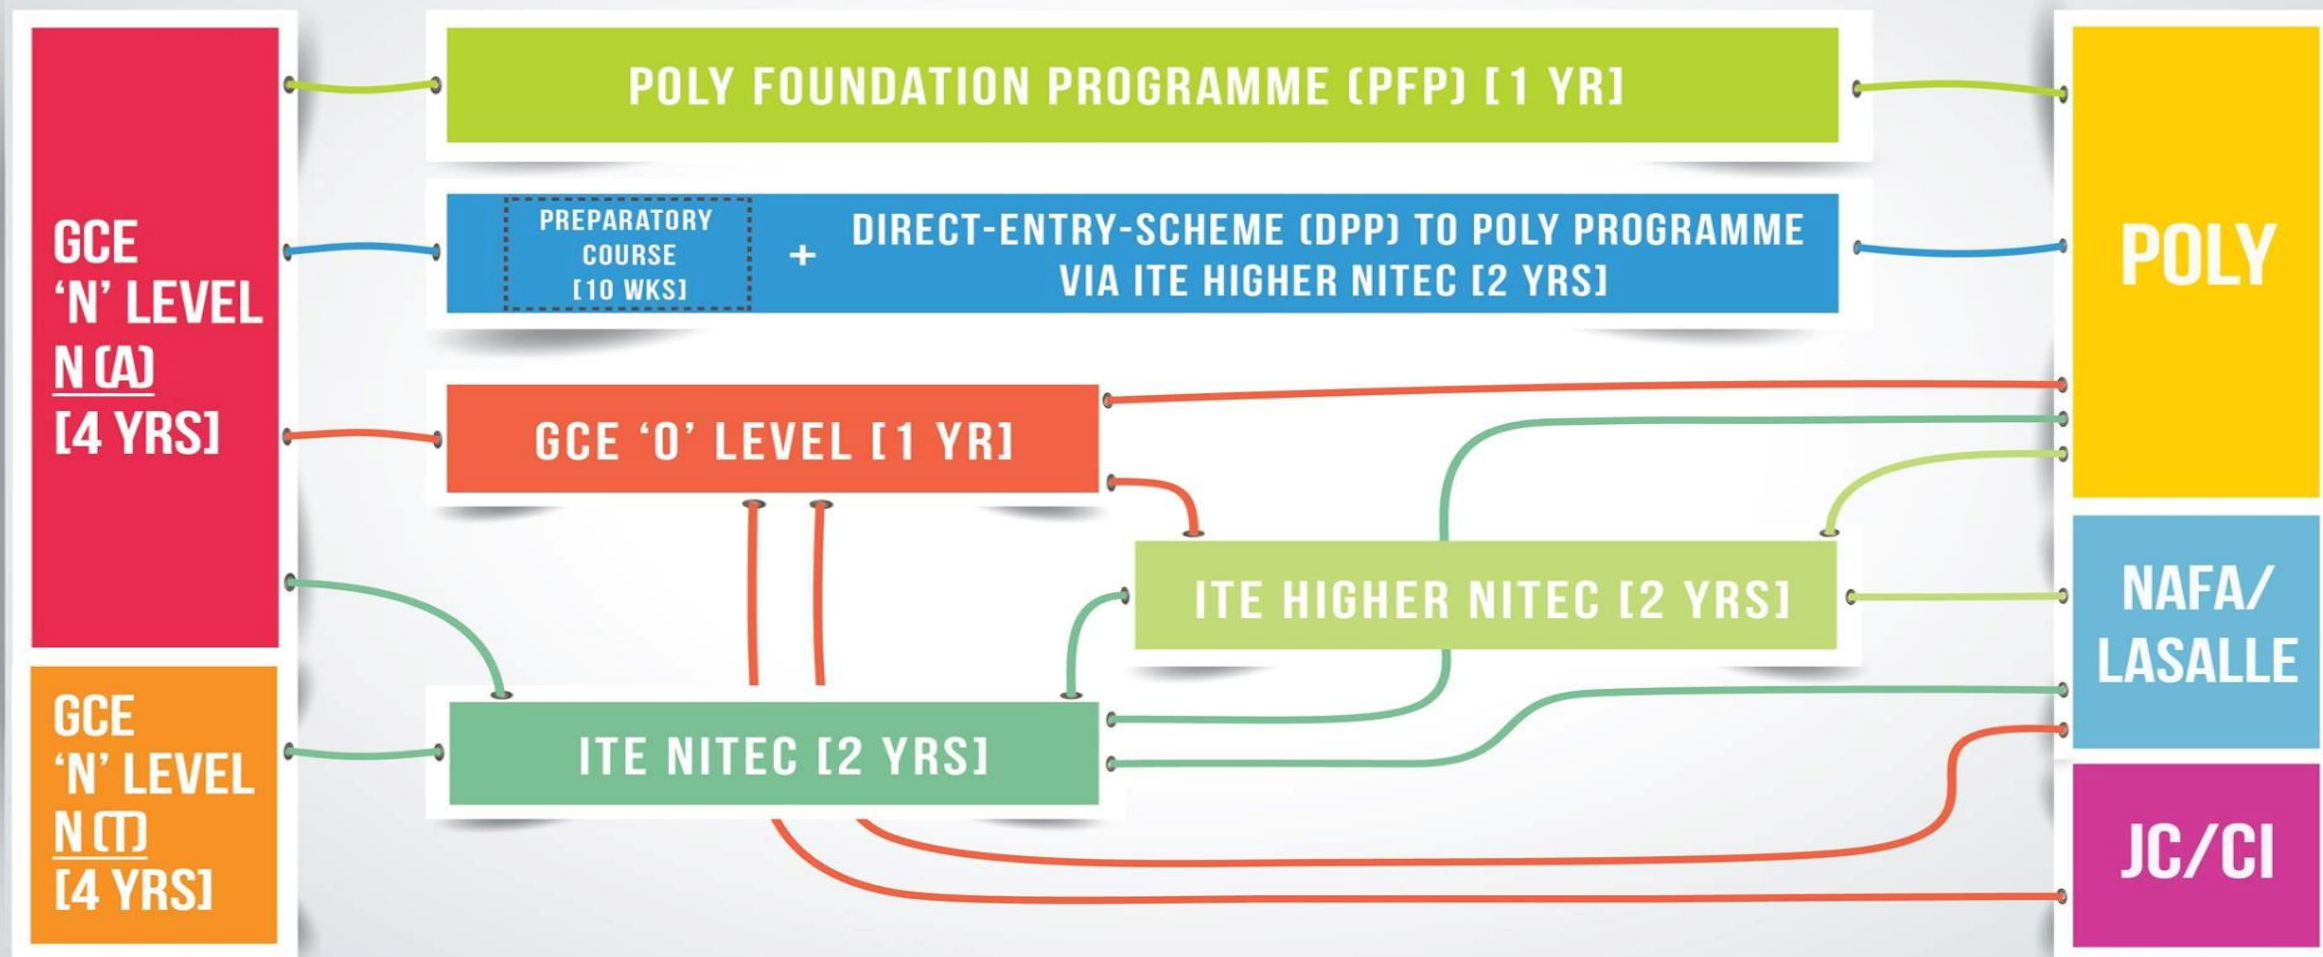 GCE
‘N’ LEVEL
N (A)
[4 YRS]
GCE
‘N’ LEVEL
N (T)
[4 YRS]
POLY FOUNDATION PROGRAMME (PFP) [1 YR]
PREPARATORY
COURSE
[10 WKS]
+
DIRECT-ENTRY-SCHEME (DPP) TO POLY PROGRAMME
VIA ITE HIGHER NITEC [2 YRS]
GCE ‘O’ LEVEL [1 YR]
ITE HIGHER NITEC [2 YRS]
ITE NITEC [2 YRS]
POLY
NAFA/
LASALLE
JC/CI